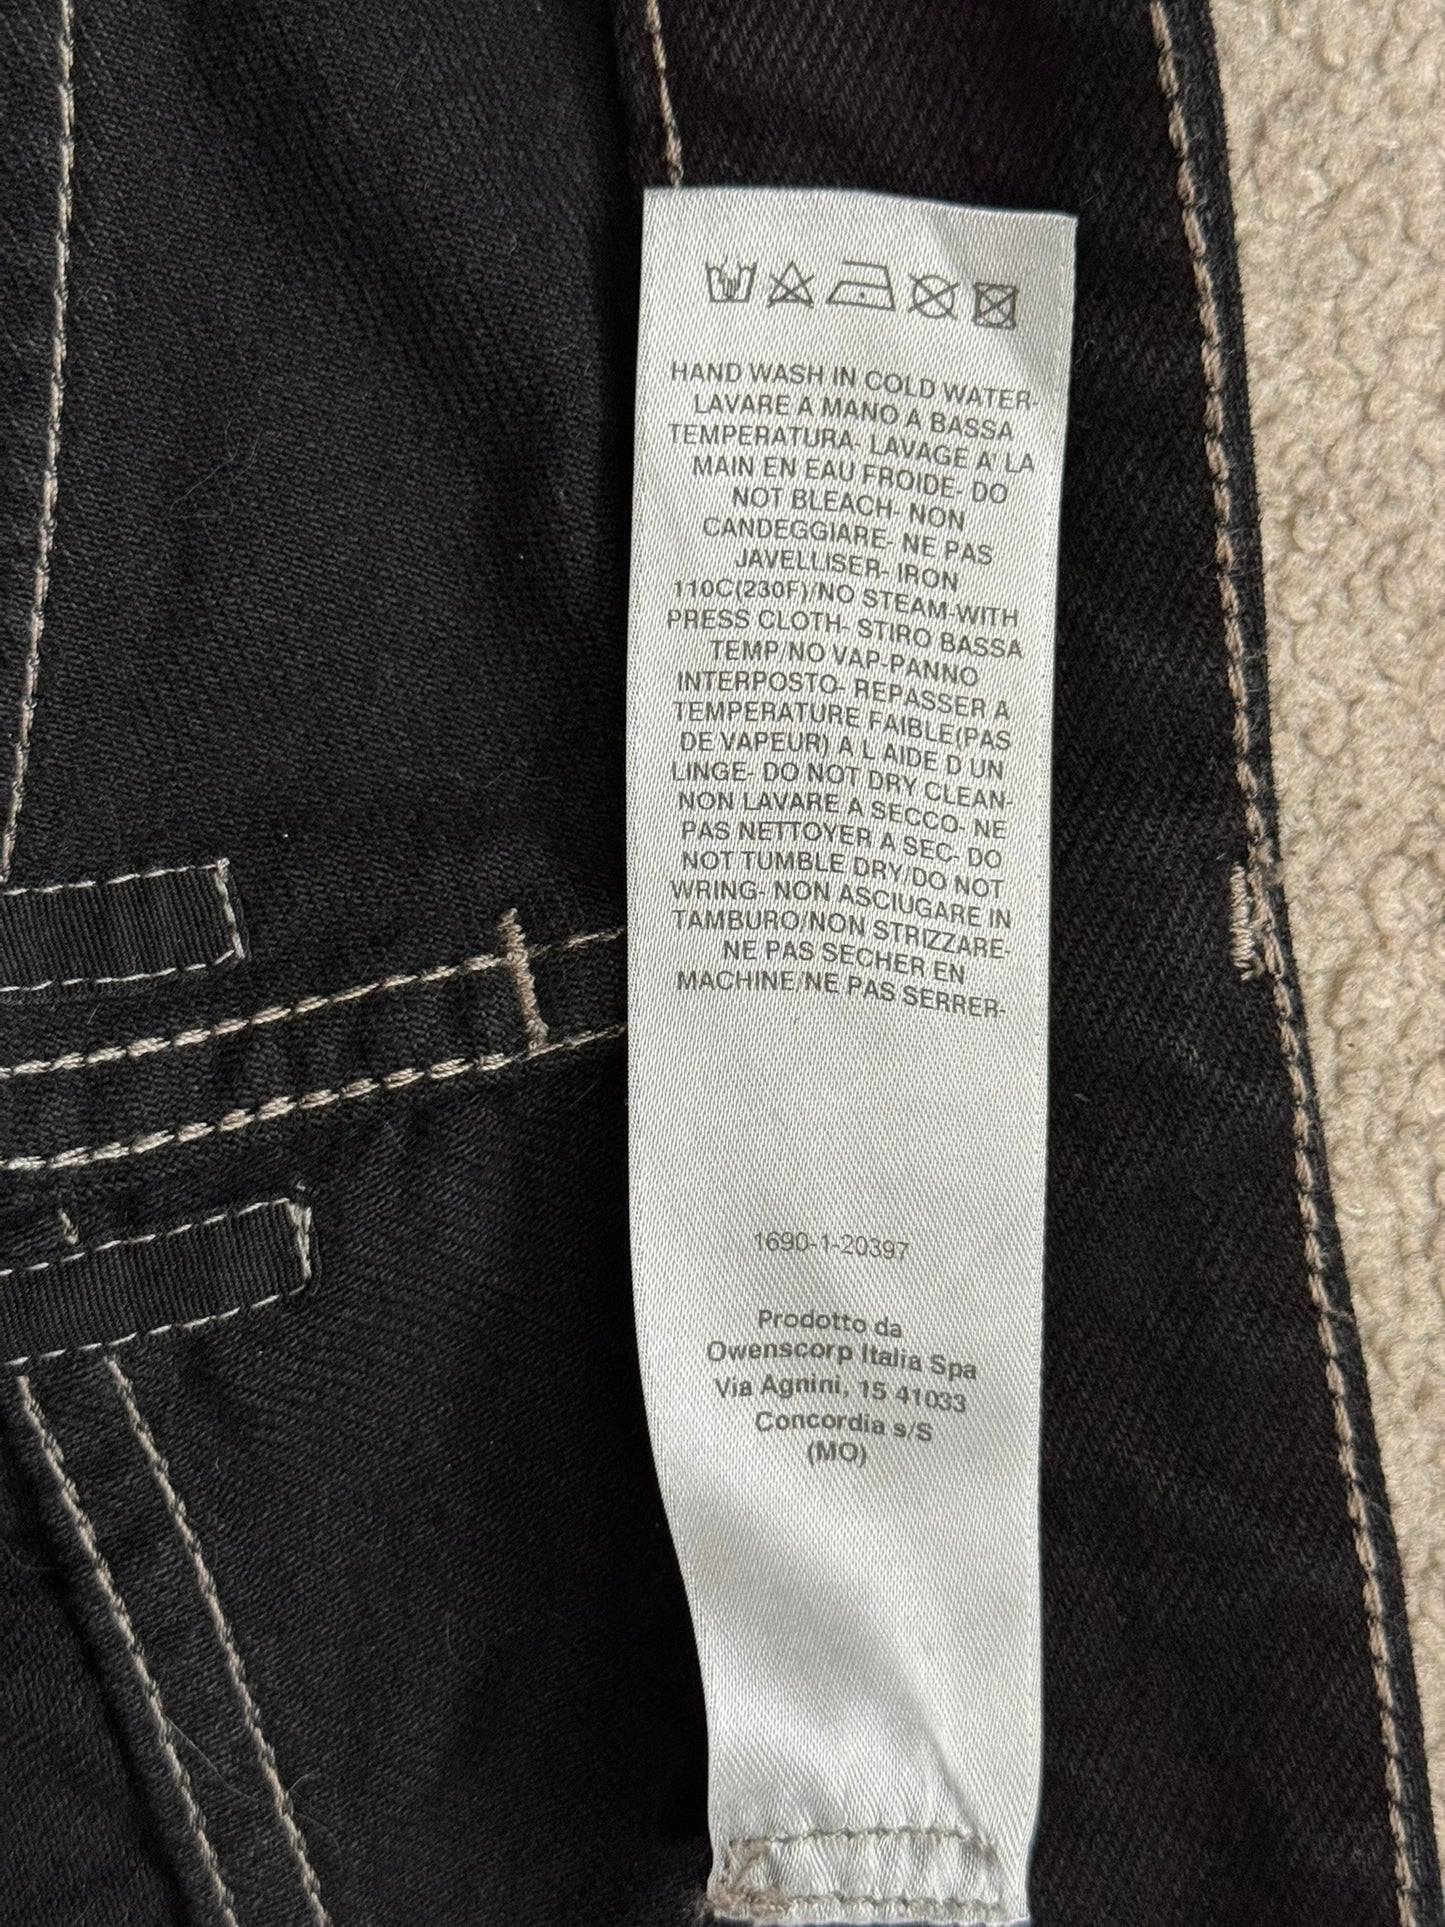 HAND WASH IN COLD WATER-
LAVARE A MANO A BASSA
TEMPERATURA- LAVAGE A' LA
MAIN EN EAU FROIDE- DO
NOT BLEACH- NON
CANDEGGIARE- NE PAS
JAVELLISER- IRON
110C(230F)/NO STEAM-WITH
PRESS CLOTH- STIRO BASSA
TEMP/NO VAP-PANNO
INTERPOSTO- REPASSER A
TEMPERATURE FAIBLE(PAS
DE VAPEUR) A L AIDE D UN
LINGE- DO NOT DRY CLEAN-
NON LAVARE A SECCO- NE
PAS NETTOYER A SEC- DO
NOT TUMBLE DRY/DO NOT
WRING- NON ASCIUGARE IN
TAMBURO/NON STRIZZARE-
NE PAS SECHER EN
MACHINE/NE PAS SERRER-
1690-1-20397
Prodotto da
Owenscorp Italia Spa
Via Agnini, 15 41033
Concordia s/S
(MO)